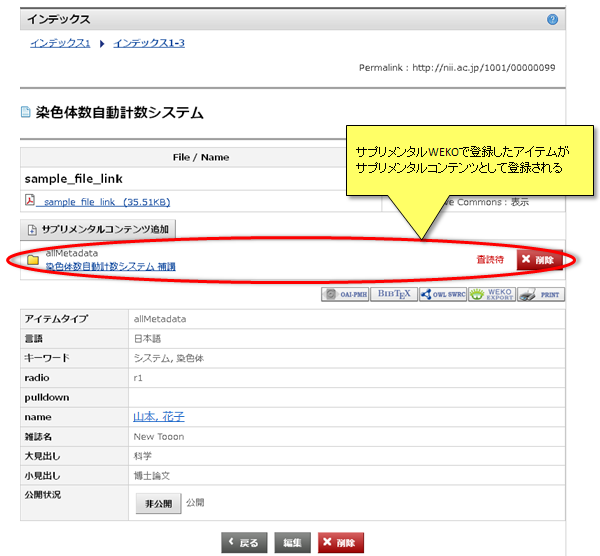 インデックス
インデックス1 インデックス1-3
Permalink : http://nii.ac.jp/1001/00000099
染色体数自動計数システム
サプリメンタルWEKOで登録したアイテムが
サプリメンタルコンテンツとして登録される
File / Name
sample_file_link
sample_file_link (35.51KB)
Commons : 表示
サプリメンタルコンテンツ追加
allMetadata
染色体数自動計数システム 補講
査読待
削除
OAI-PMH BIBTEX OWL SWRC WEKO EXPORT PRINT
アイテムタイプ allMetadata
言語 日本語
キーワード システム, 染色体
radio r1
pulldown
name 山本, 花子
雑誌名 New Tooon
大見出し 科学
小見出し 博士論文
公開状況 非公開 公開
戻る 編集 削除